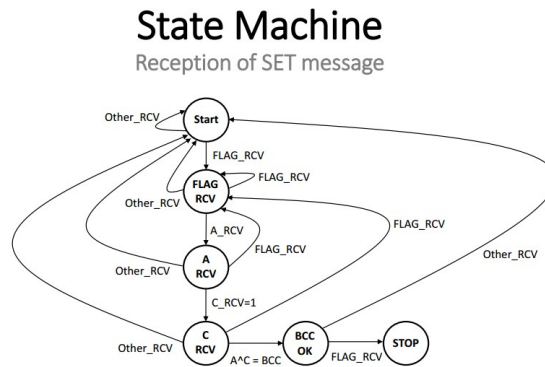 State Machine
Reception of SET message
Other_RCV
Start
FLAG_RCV
FLAG
RCV
FLAG_RCV
Other_RCV
A_RCV
FLAG_RCV
FLAG_RCV
A
RCV
Other_RCV
Other_RCV
C_RCV=1
C
RCV
BCC
OK
STOP
Other_RCV
A^C = BCC
FLAG_RCV